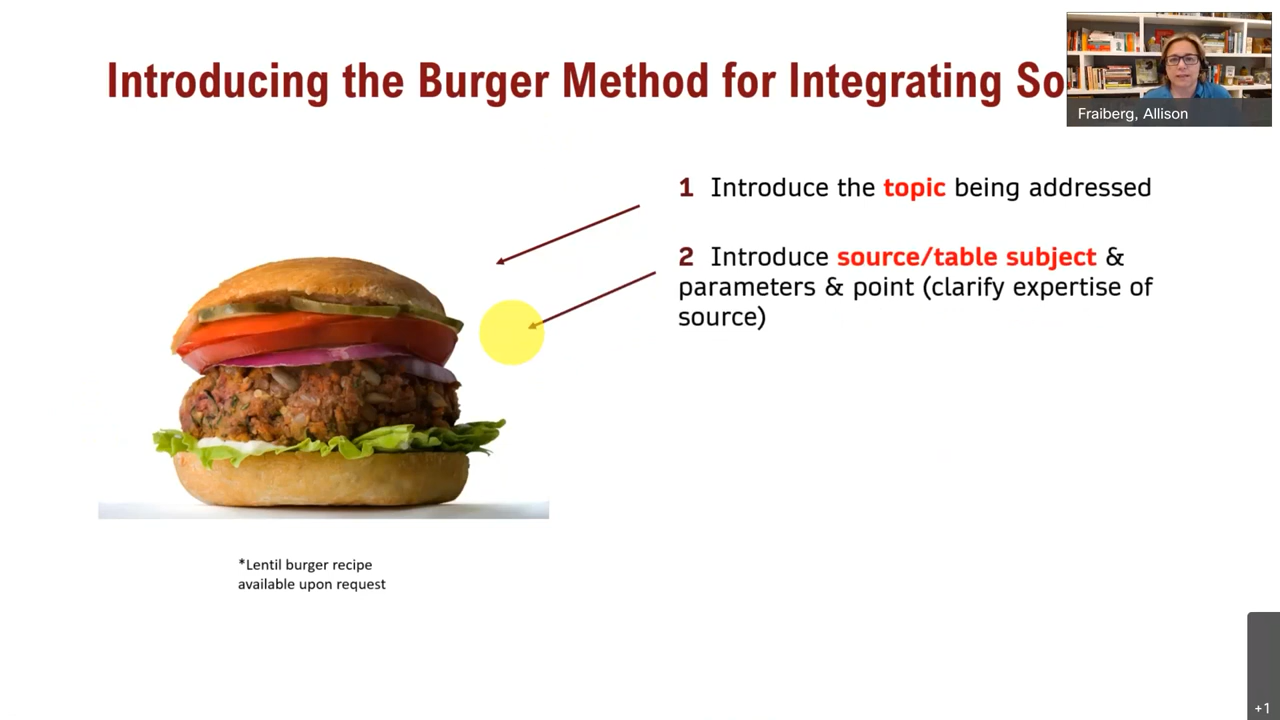 Introducing the Burger Method for Integrating So
Fraiberg, Allison
1 Introduce the topic being addressed
2 Introduce source/table subject &
parameters & point (clarify expertise of
source)
*Lentil burger recipe
available upon request
+1